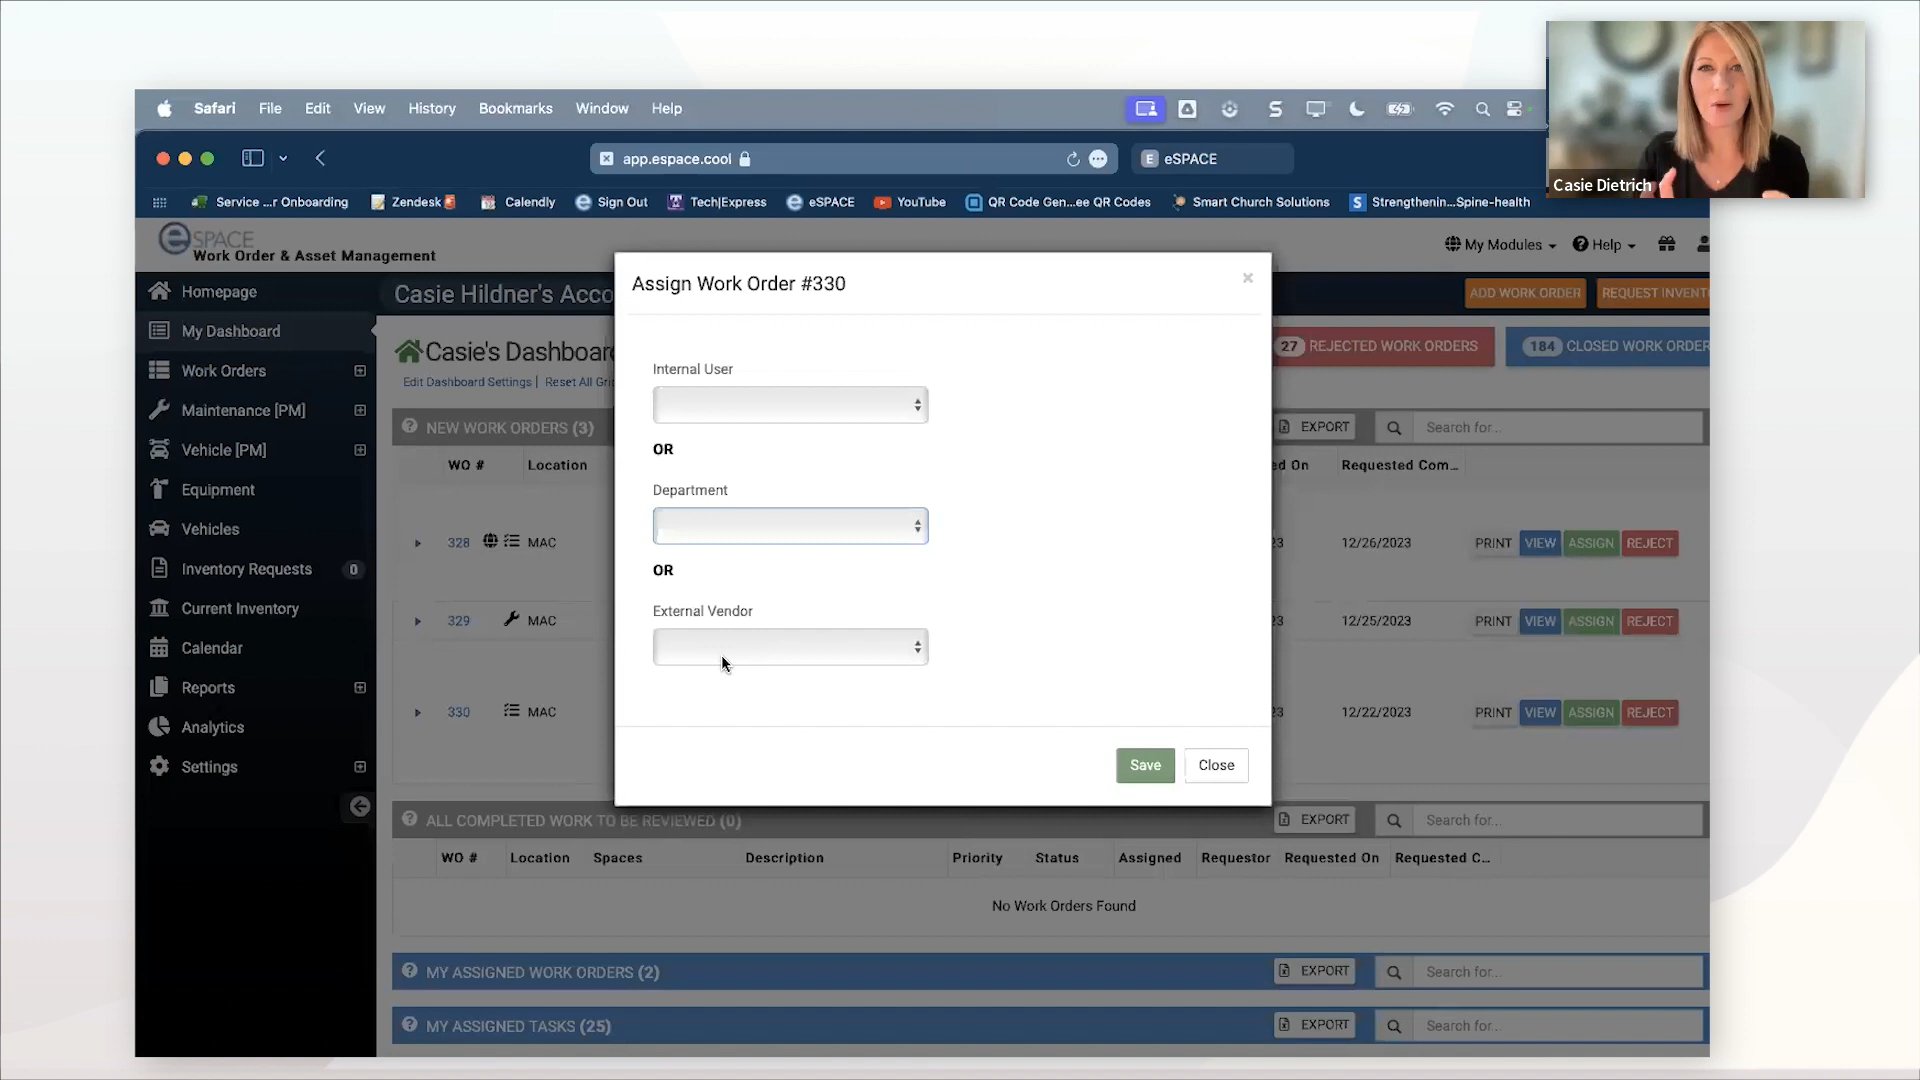 Casie Dietrich
Safari File Edit View History Bookmarks Window Help
app.espace.cool
E eSPACE
Service ...r Onboarding Zendesk Calendly Sign Out Tech|Express eSPACE YouTube QR Code Gen...ee QR Codes Smart Church Solutions Strengthenin...Spine-health
eSPACE
Work Order & Asset Management
My Modules Help
Homepage
My Dashboard
Work Orders
Maintenance [PM]
Vehicle [PM]
Equipment
Vehicles
Inventory Requests 0
Current Inventory
Calendar
Reports
Analytics
Settings
Casie Hildner's Acco
ADD WORK ORDER REQUEST INVENT
Casie's Dashboar
Edit Dashboard Settings | Reset All Gri
27 REJECTED WORK ORDERS 184 CLOSED WORK ORDER
NEW WORK ORDERS (3) EXPORT Search for...
WO # Location ed On Requested Com...
328 MAC 23 12/26/2023 PRINT VIEW ASSIGN REJECT
329 MAC 23 12/25/2023 PRINT VIEW ASSIGN REJECT
330 MAC 23 12/22/2023 PRINT VIEW ASSIGN REJECT
Assign Work Order #330 ×
Internal User
OR
Department
OR
External Vendor
Save Close
ALL COMPLETED WORK TO BE REVIEWED (0) EXPORT Search for...
WO # Location Spaces Description Priority Status Assigned Requestor Requested On Requested C...
No Work Orders Found
MY ASSIGNED WORK ORDERS (2) EXPORT Search for...
MY ASSIGNED TASKS (25) EXPORT Search for...